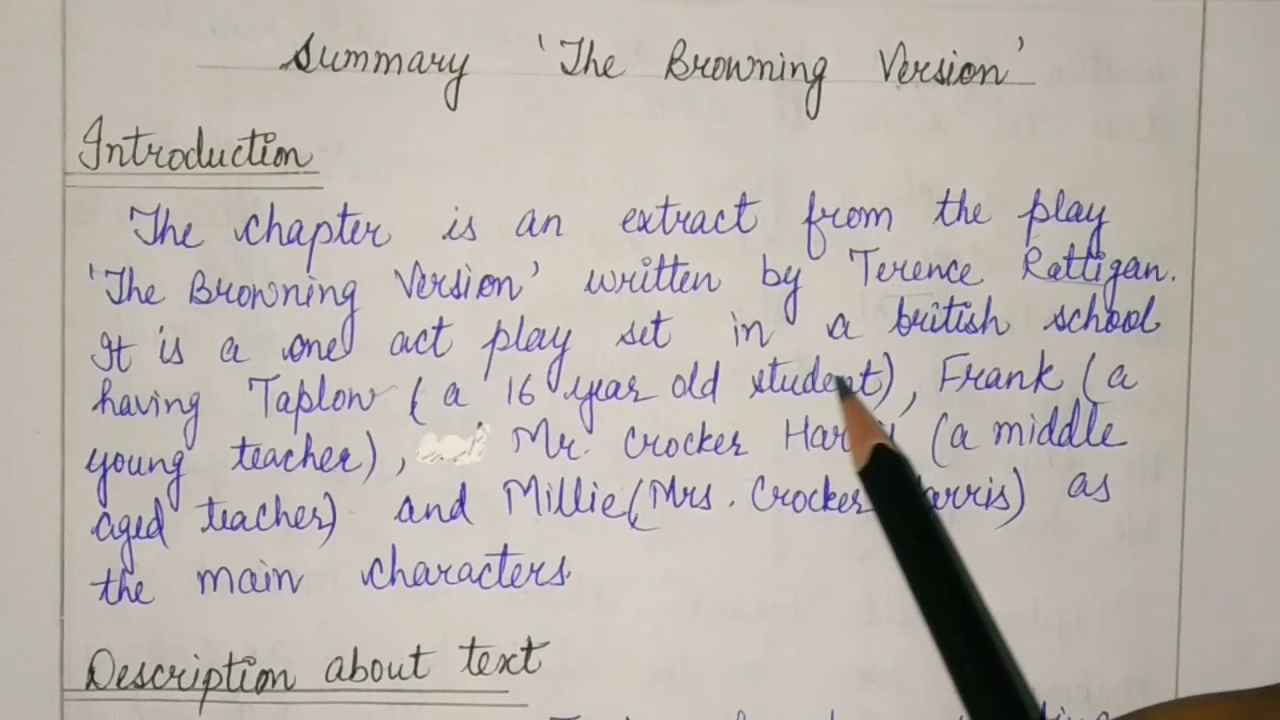 Summary 'The Browning Version'
Introduction
The chapter is an extract from the play
'The Browning Version' written by Terence Rattigan.
It is a one act play set in a british school
having Taplow (a 16 year old student), Frank (a
young teacher), Mr. Crocker (a middle
aged teacher) and Millie (Mrs. Crocker Harris) as
the main characters.
Description about text